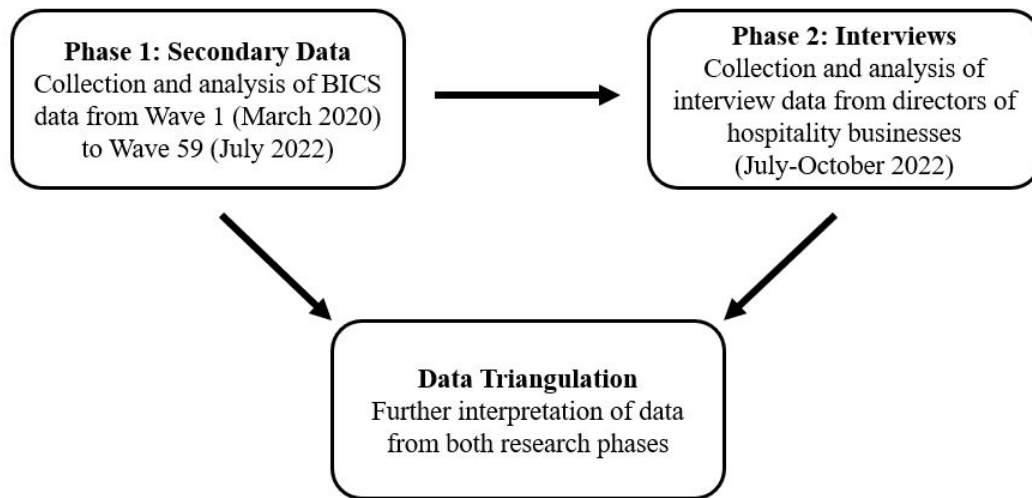 Phase 1: Secondary Data
Collection and analysis of BICS
data from Wave 1 (March 2020)
to Wave 59 (July 2022)
Phase 2: Interviews
Collection and analysis of
interview data from directors of
hospitality businesses
(July-October 2022)
Data Triangulation
Further interpretation of data
from both research phases